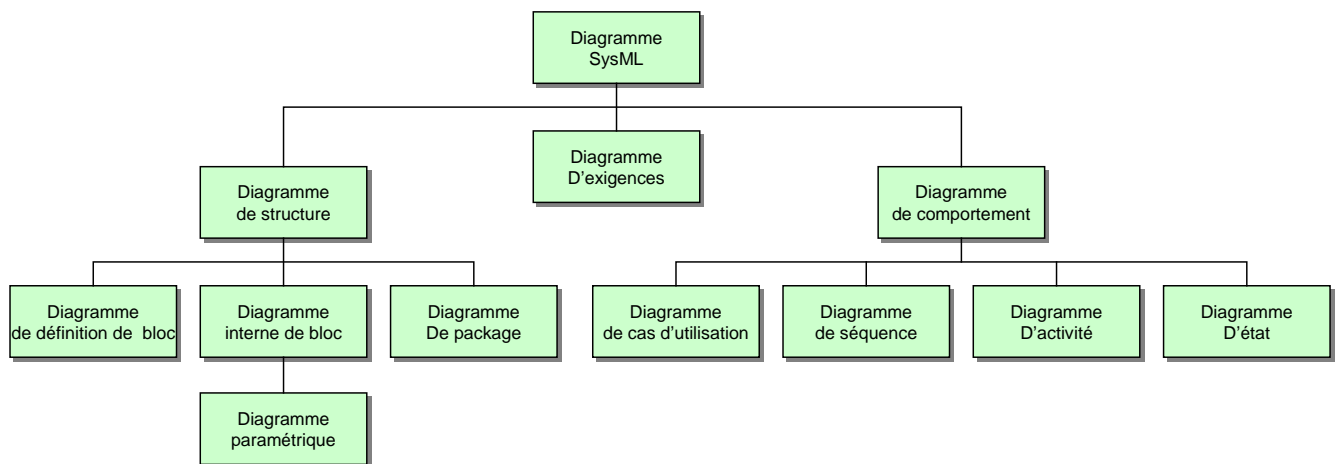 Diagramme
SysML
Diagramme
D'exigences
Diagramme
de structure
Diagramme
de comportement
Diagramme
de définition de bloc
Diagramme
interne de bloc
Diagramme
De package
Diagramme
de cas d'utilisation
Diagramme
de séquence
Diagramme
D'activité
Diagramme
D'état
Diagramme
paramétrique